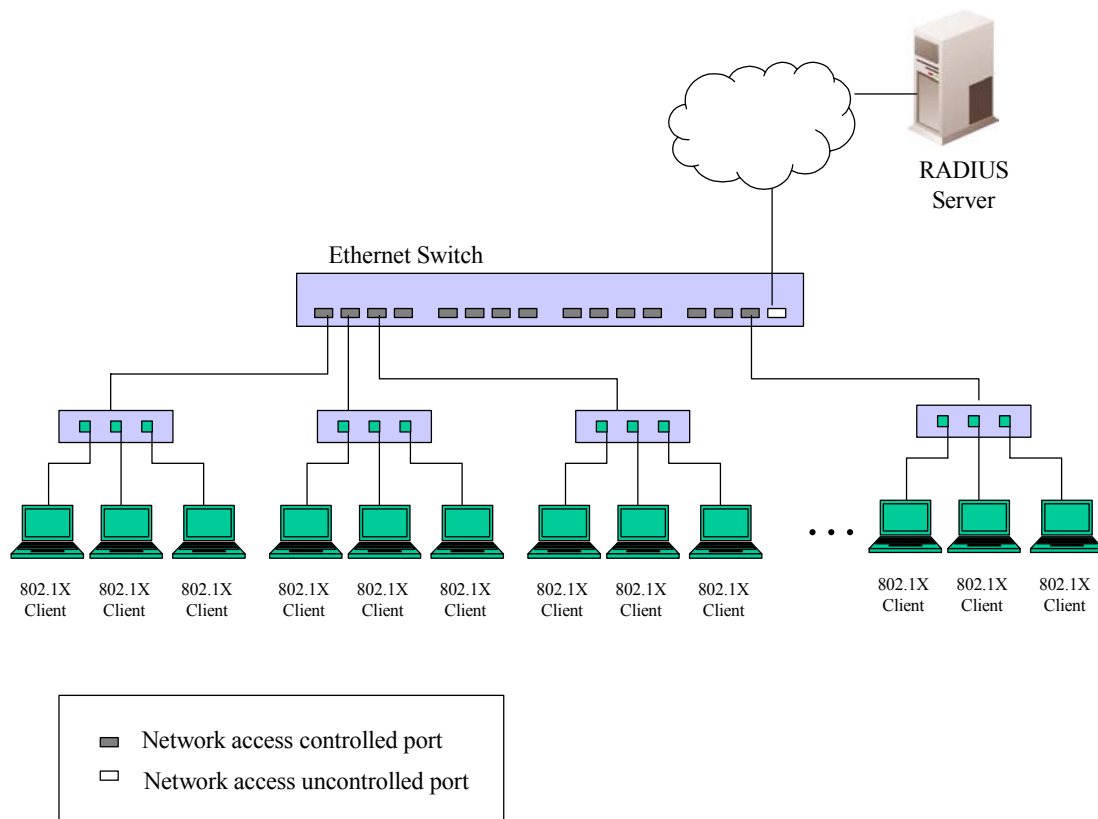 RADIUS
Server
Ethernet Switch
802.1X
Client
802.1X
Client
802.1X
Client
802.1X
Client
802.1X
Client
802.1X
Client
802.1X
Client
802.1X
Client
802.1X
Client
. . .
802.1X
Client
802.1X
Client
802.1X
Client
Network access controlled port
Network access uncontrolled port